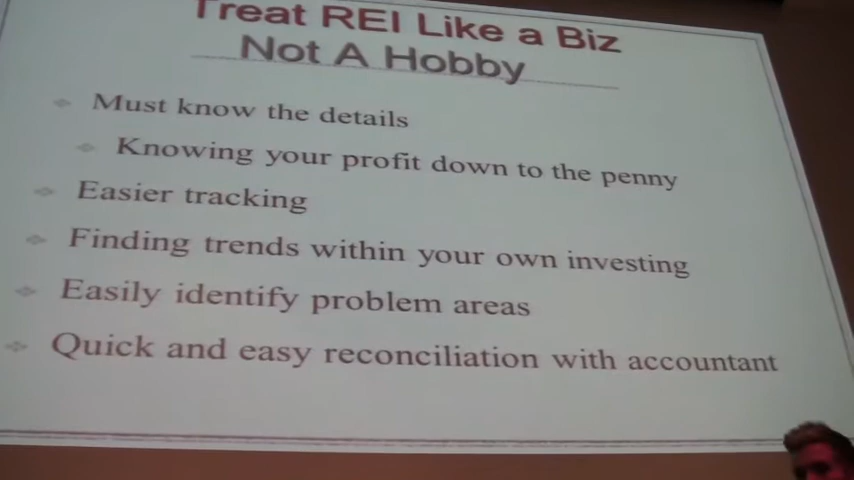 Treat REI Like a Biz
Not A Hobby
Must know the details
Knowing your profit down to the penny
Easier tracking
Finding trends within your own investing
Easily identify problem areas
Quick and easy reconciliation with accountant